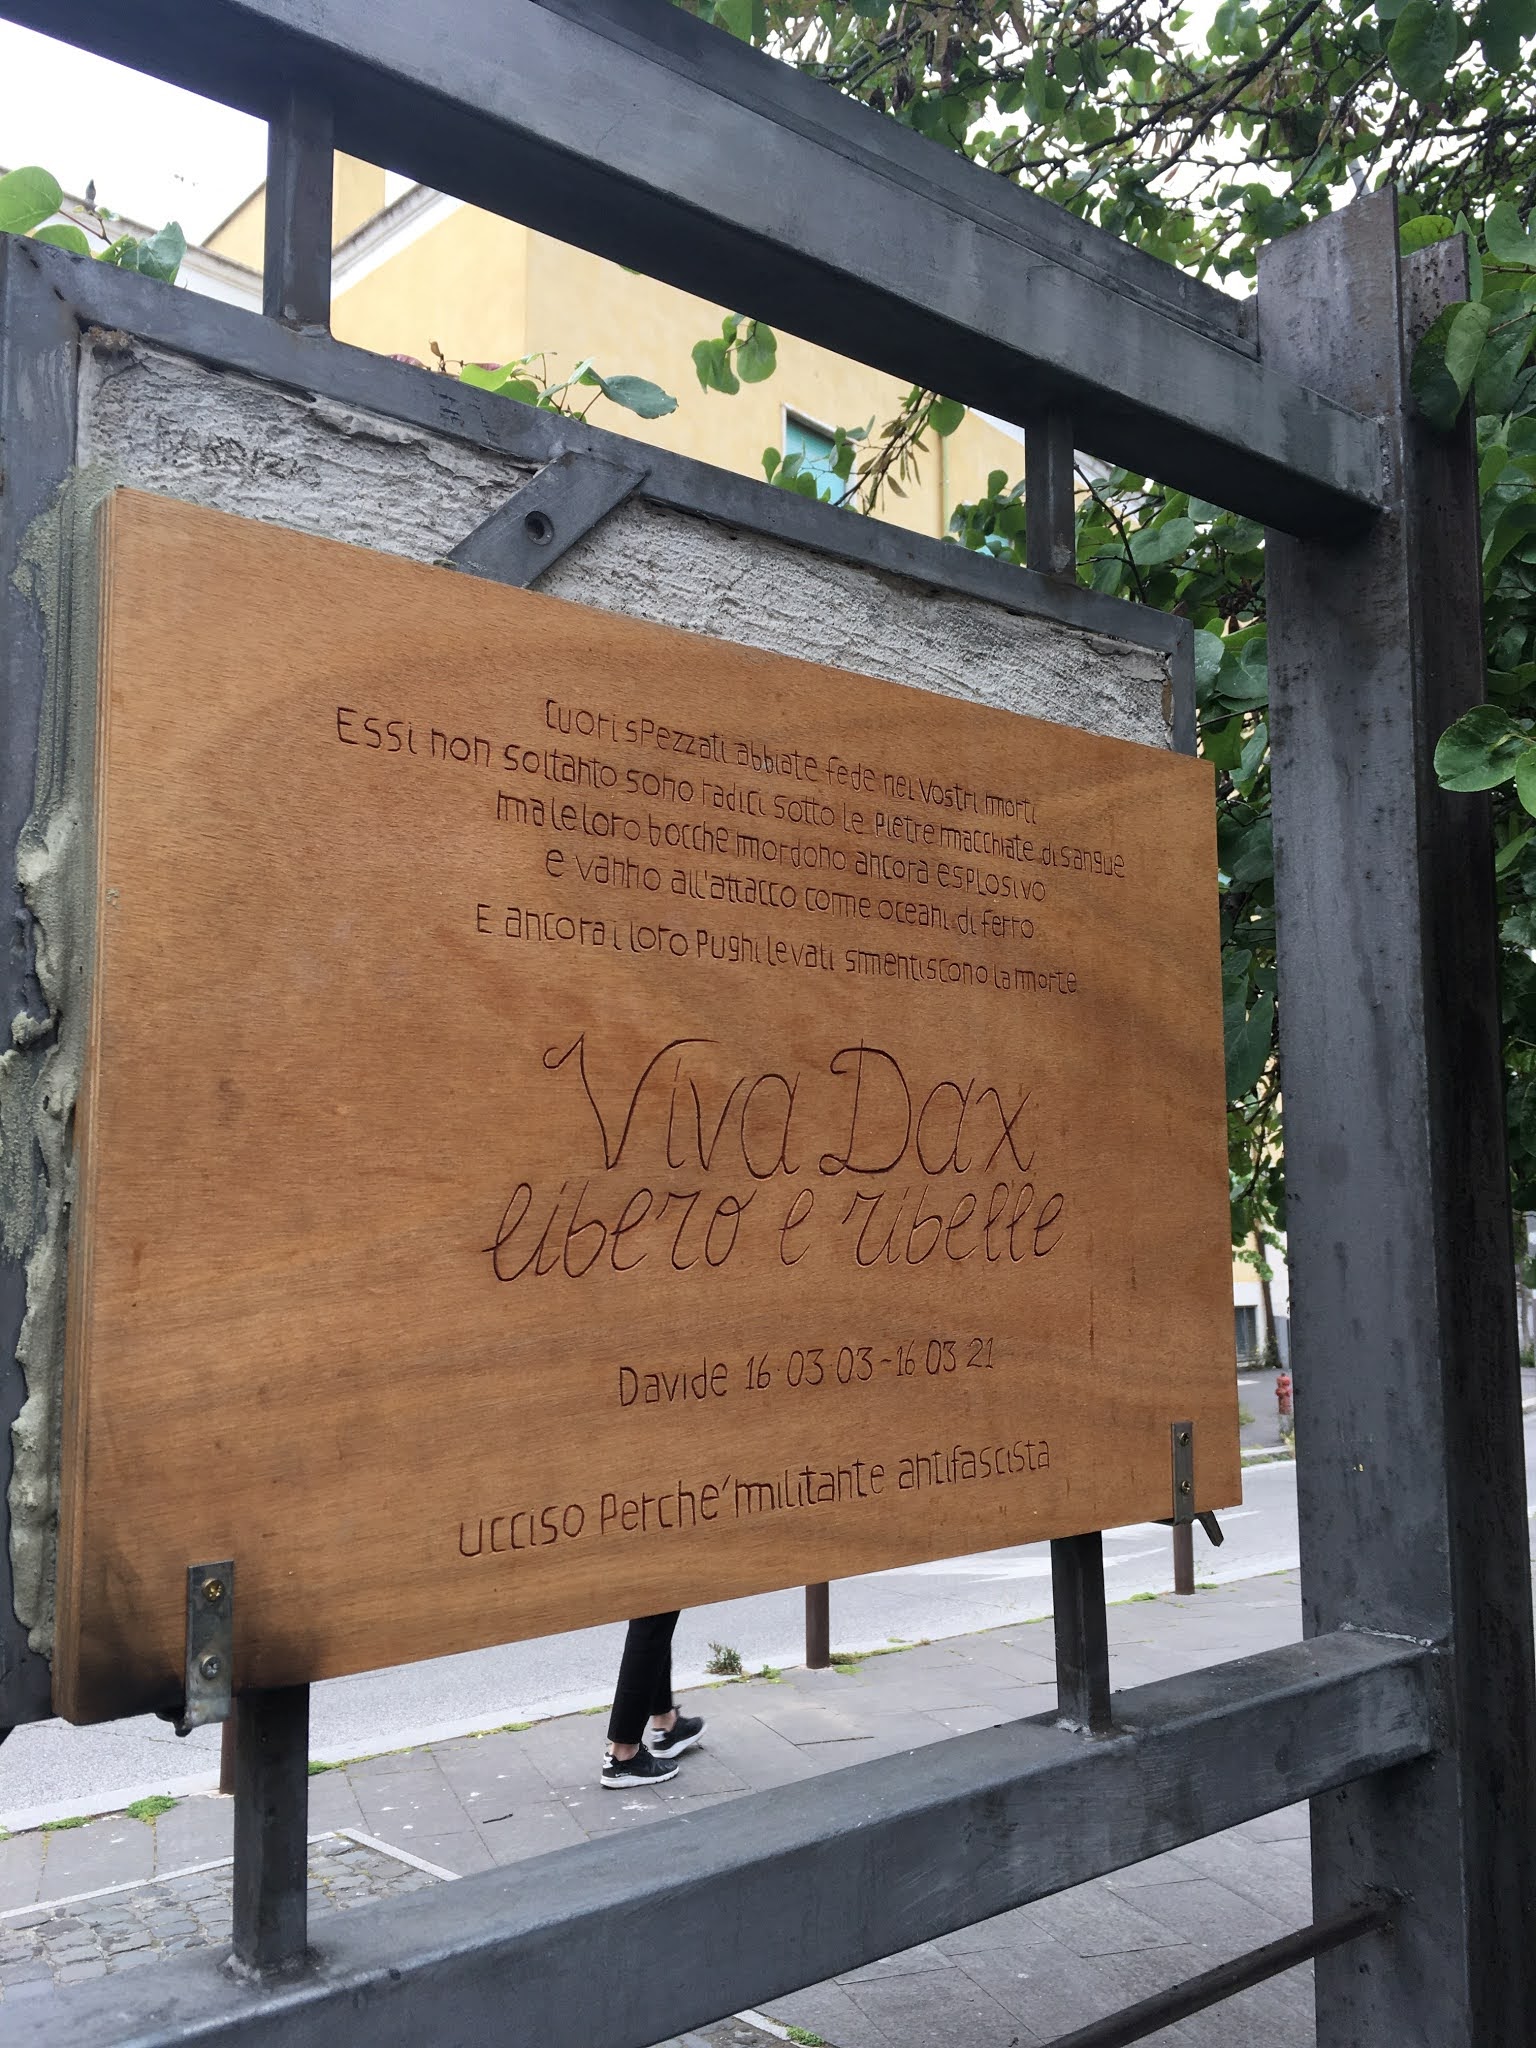 Cuori spezzati abbiate fede nei vostri morti
Essi non soltanto sono radici sotto le pietre macchiate di sangue
ma le loro bocche mordono ancora esplosivo
e vanno all'attacco come oceani di ferro
E ancora i loro pugni levati smentiscono la morte
Viva Dax
libero e ribelle
Davide 16·03·03-16 03 21
ucciso perche' militante antifascista